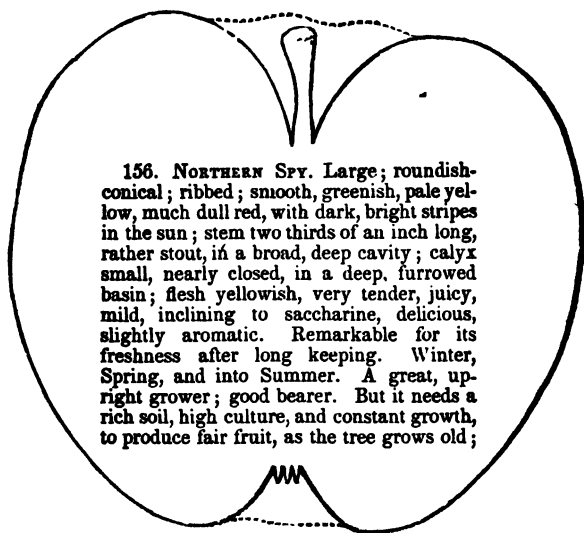 156. Northern Spy. Large; roundish-
conical; ribbed; smooth, greenish, pale yel-
low, much dull red, with dark, bright stripes
in the sun; stem two thirds of an inch long,
rather stout, in a broad, deep cavity; calyx
small, nearly closed, in a deep, furrowed
basin; flesh yellowish, very tender, juicy,
mild, inclining to saccharine, delicious,
slightly aromatic. Remarkable for its
freshness after long keeping. Winter,
Spring, and into Summer. A great, up-
right grower; good bearer. But it needs a
rich soil, high culture, and constant growth,
to produce fair fruit, as the tree grows old;